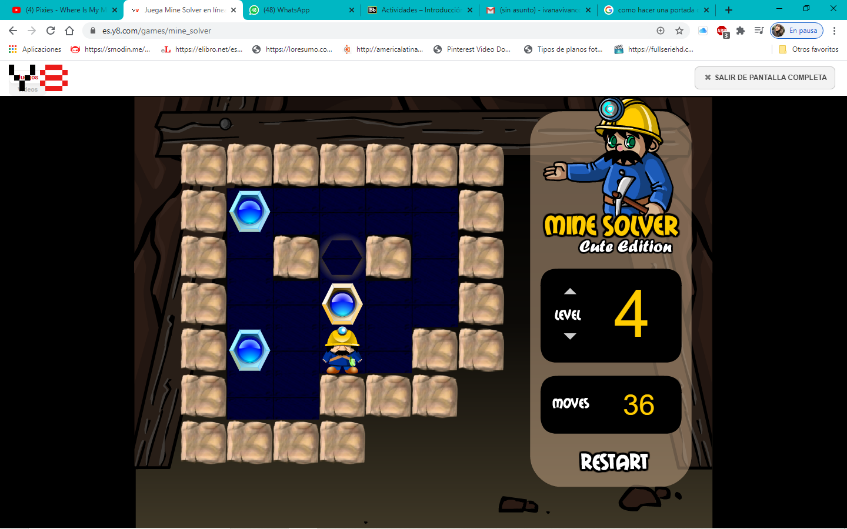 (4) Pixies - Where Is My M
Juega Mine Solver en líne
(48) WhatsApp
Bb Actividades – Introducció
(sin asunto) - ivanavivan
como hacer una portada
es.y8.com/games/mine_solver
En pausa
Aplicaciones
https://smodin.me/...
https://elibro.net/es...
https://loresumo.co...
http://americalatina...
Pinterest Video Do...
Tipos de planos fot...
https://fullseriehd.c...
Otros favoritos
SALIR DE PANTALLA COMPLETA
MINE SOLVER
Cute Edition
LEVEL 4
MOVES 36
RESTART